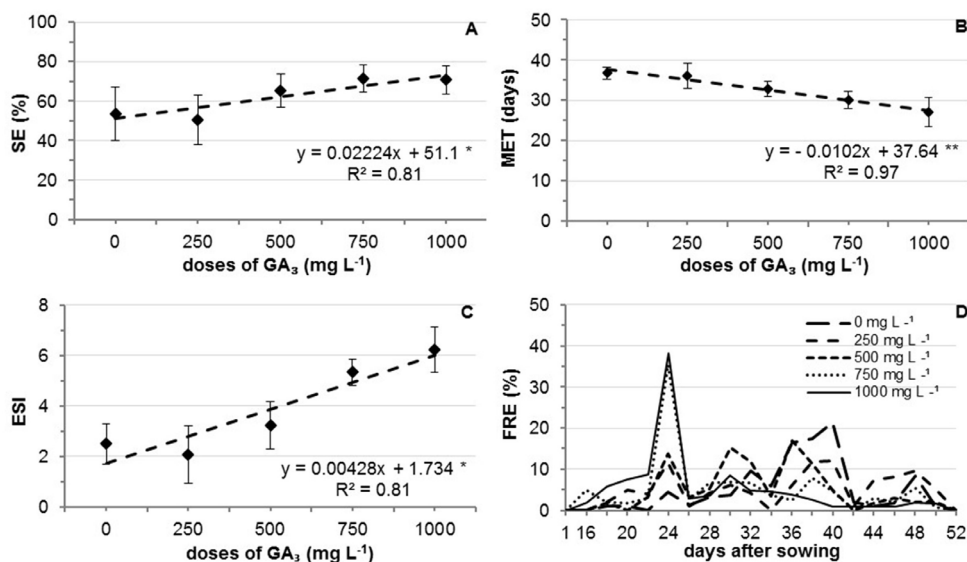 A
SE (%)
100
80
60
40
20
0
y = 0.02224x + 51.1 *
R² = 0.81
0 250 500 750 1000
doses of GA₃ (mg L⁻¹)
B
MET (days)
50
40
30
20
10
0
y = - 0.0102x + 37.64 **
R² = 0.97
0 250 500 750 1000
doses of GA₃ (mg L⁻¹)
C
ESI
8
6
4
2
0
y = 0.00428x + 1.734 *
R² = 0.81
0 250 500 750 1000
doses of GA₃ (mg L⁻¹)
D
FRE (%)
50
40
30
20
10
0
0 mg L -¹
250 mg L -¹
500 mg L -¹
750 mg L -¹
1000 mg L -¹
1 16 20 24 28 32 36 40 44 48 52
days after sowing